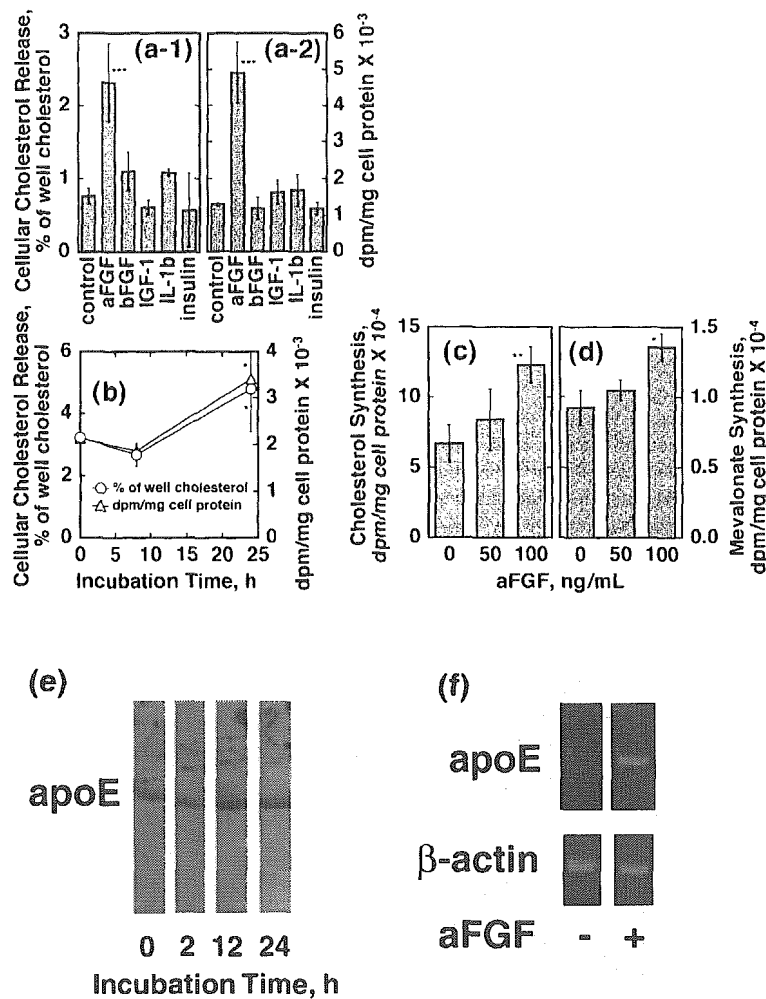 Cellular Cholesterol Release,
% of well cholesterol
3
2
1
0
(a-1)
***
control
aFGF
bFGF
IGF-1
IL-1b
insulin
(a-2)
***
control
aFGF
bFGF
IGF-1
IL-1b
insulin
6
5
4
3
2
1
0
dpm/mg cell protein X 10-3
Cellular Cholesterol Release,
% of well cholesterol
6
4
2
0
(b)
*
*
% of well cholesterol
dpm/mg cell protein
0 5 10 15 20 25
Incubation Time, h
4
3
2
1
0
dpm/mg cell protein X 10-3
Cholesterol Synthesis,
dpm/mg cell protein X 10-4
15
10
5
0
(c)
**
0 50 100
(d)
*
0 50 100
aFGF, ng/mL
1.5
1.0
0.5
0.0
Mevalonate Synthesis,
dpm/mg cell protein X 10-4
(e)
apoE
0 2 12 24
Incubation Time, h
(f)
apoE
β-actin
aFGF - +